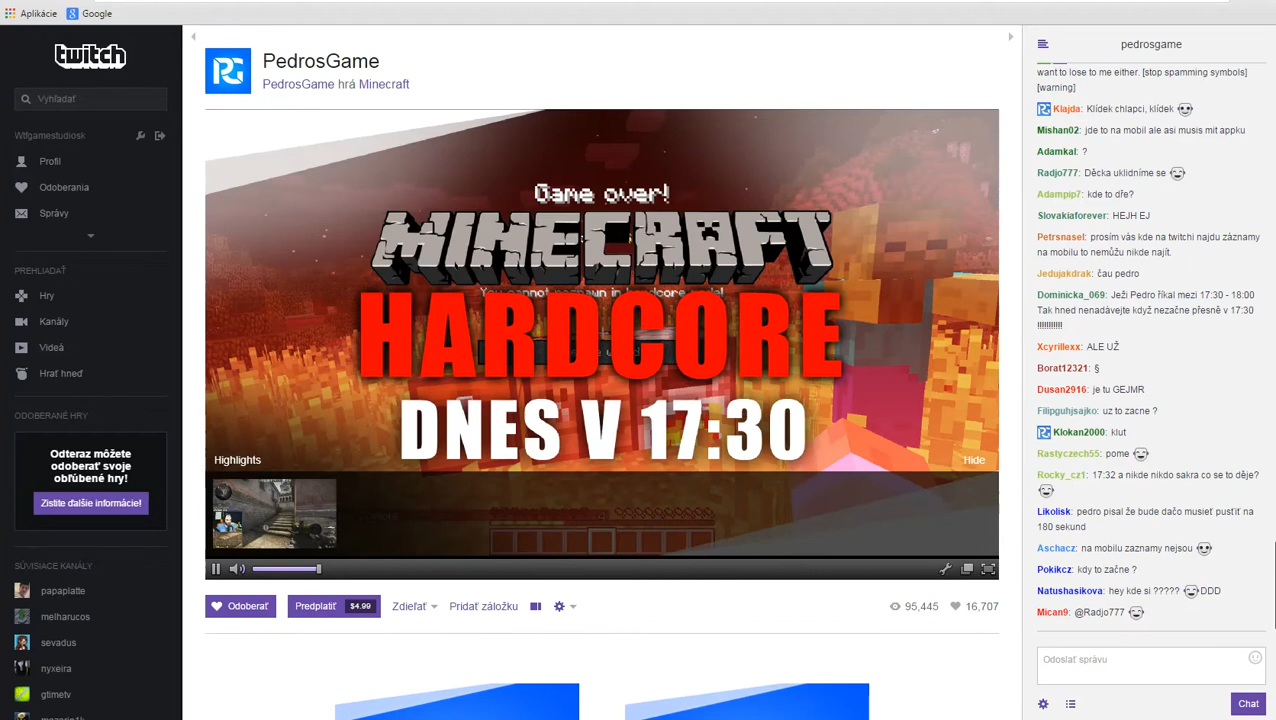 Aplikácie
Google
twitch
Vyhľadať
Wtfgamestudiosk
Profil
Odoberania
Správy
PREHLIADAŤ
Hry
Kanály
Videá
Hrať hneď
ODOBERANÉ HRY
Odteraz môžete
odoberať svoje
obľúbené hry!
Zistite ďalšie informácie!
SÚVISIACE KANÁLY
papaplatte
melharucos
sevadus
nyxeira
gtimetv
PedrosGame
PedrosGame hrá Minecraft
Game over!
MINECRAFT
You cannot respawn in hardcore mode!
HARDCORE
DNES V 17:30
Highlights
Hide
Odoberať
Predplatiť $4.99
Zdieľať
Pridať záložku
95,445
16,707
pedrosgame
want to lose to me either. [stop spamming symbols]
[warning]
Klajda: Klídek chlapci, klídek
Mishan02: jde to na mobil ale asi musis mit appku
Adamkal: ?
Radjo777: Děcka uklidníme se
Adampip7: kde to dře?
Slovakiaforever: HEJH EJ
Petrsnasel: prosím vás kde na twitchi najdu záznamy
na mobilu to nemůžu nikde najít.
Jedujakdrak: čau pedro
Dominicka_069: Ježi Pedro říkal mezi 17:30 - 18:00
Tak hned nenadávejte když nezačne přesně v 17:30
!!!!!!!!!!!
Xcyrillexx: ALE UŽ
Borat12321: §
Dusan2916: je tu GEJMR
Filipguhjsajko: uz to zacne ?
Klokan2000: klut
Rastyczech55: pome
Rocky_cz1: 17:32 a nikde nikdo sakra co se to děje?
Likolisk: pedro pisal že bude dačo musieť pustiť na
180 sekund
Aschacz: na mobilu zaznamy nejsou
Pokikcz: kdy to začne ?
Natushasikova: hey kde si ????? DDD
Mican9: @Radjo777
Odoslať správu
Chat